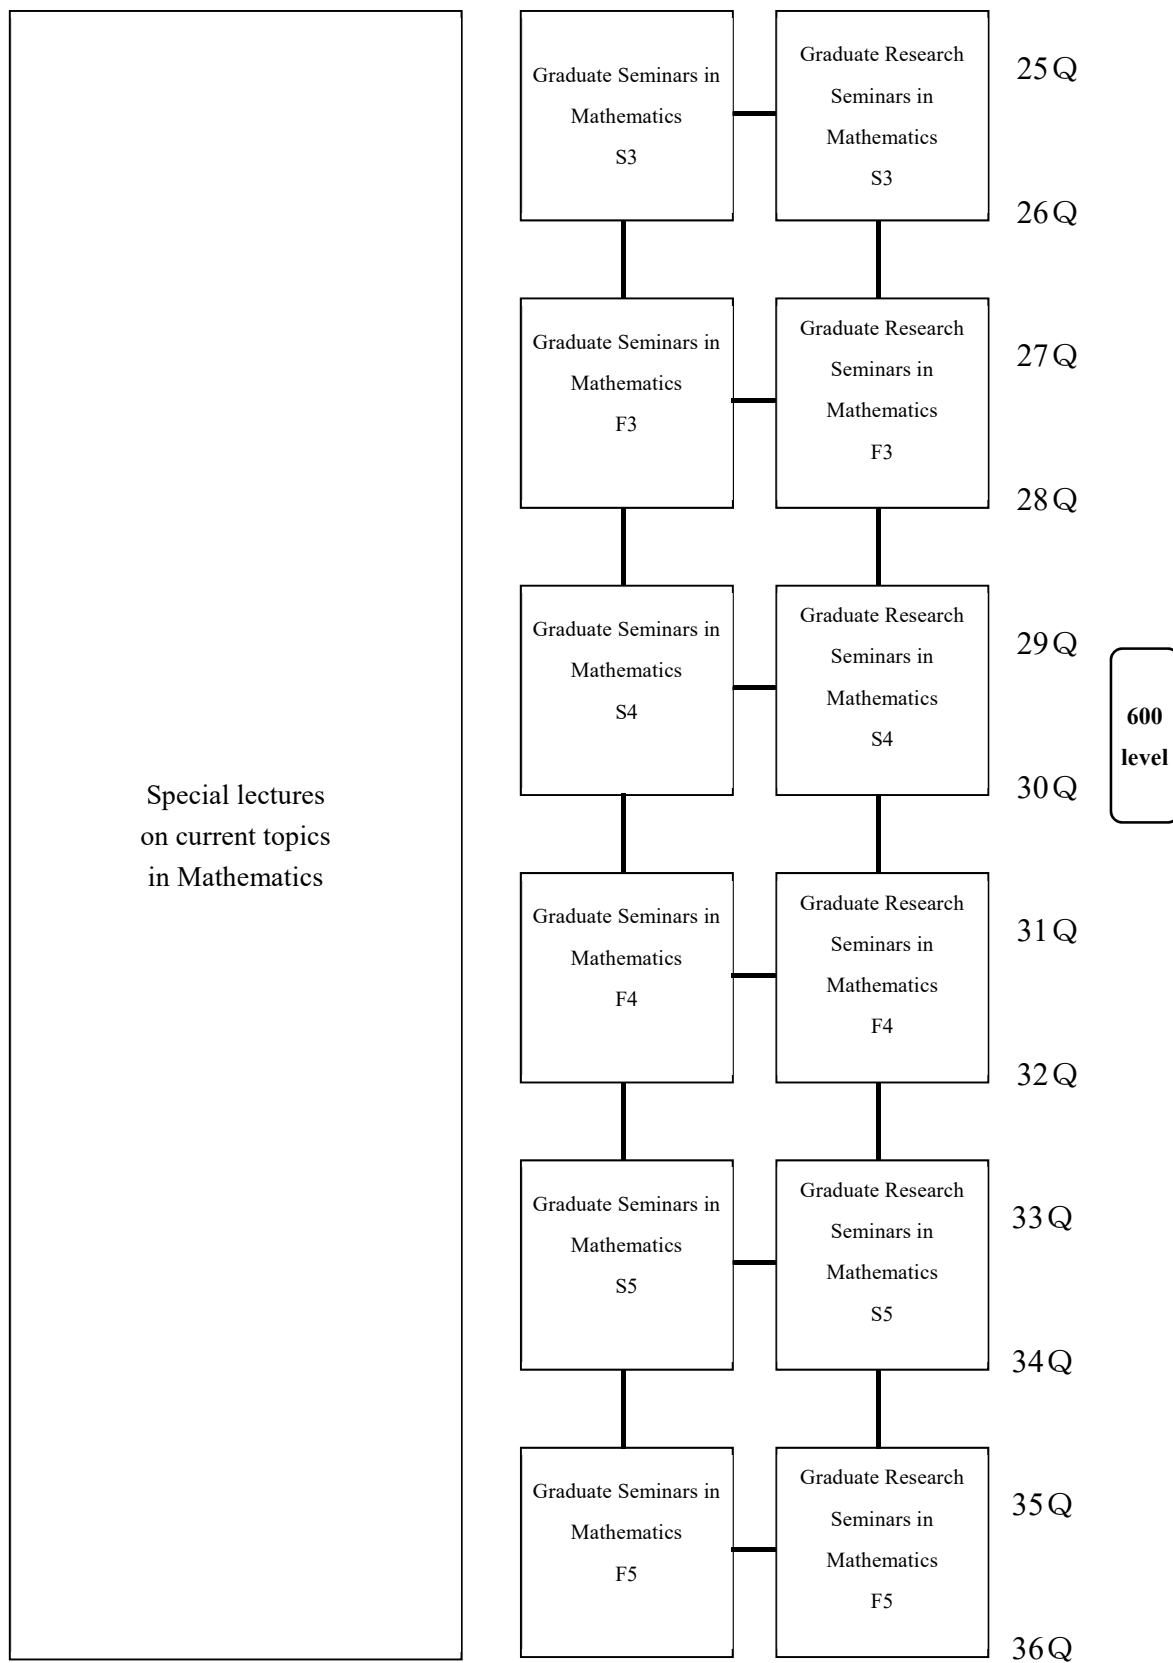 Special lectures
on current topics
in Mathematics
Graduate Seminars in
Mathematics
S3
Graduate Research
Seminars in
Mathematics
S3
25Q
26Q
Graduate Seminars in
Mathematics
F3
Graduate Research
Seminars in
Mathematics
F3
27Q
28Q
Graduate Seminars in
Mathematics
S4
Graduate Research
Seminars in
Mathematics
S4
29Q
30Q
600
level
Graduate Seminars in
Mathematics
F4
Graduate Research
Seminars in
Mathematics
F4
31Q
32Q
Graduate Seminars in
Mathematics
S5
Graduate Research
Seminars in
Mathematics
S5
33Q
34Q
Graduate Seminars in
Mathematics
F5
Graduate Research
Seminars in
Mathematics
F5
35Q
36Q